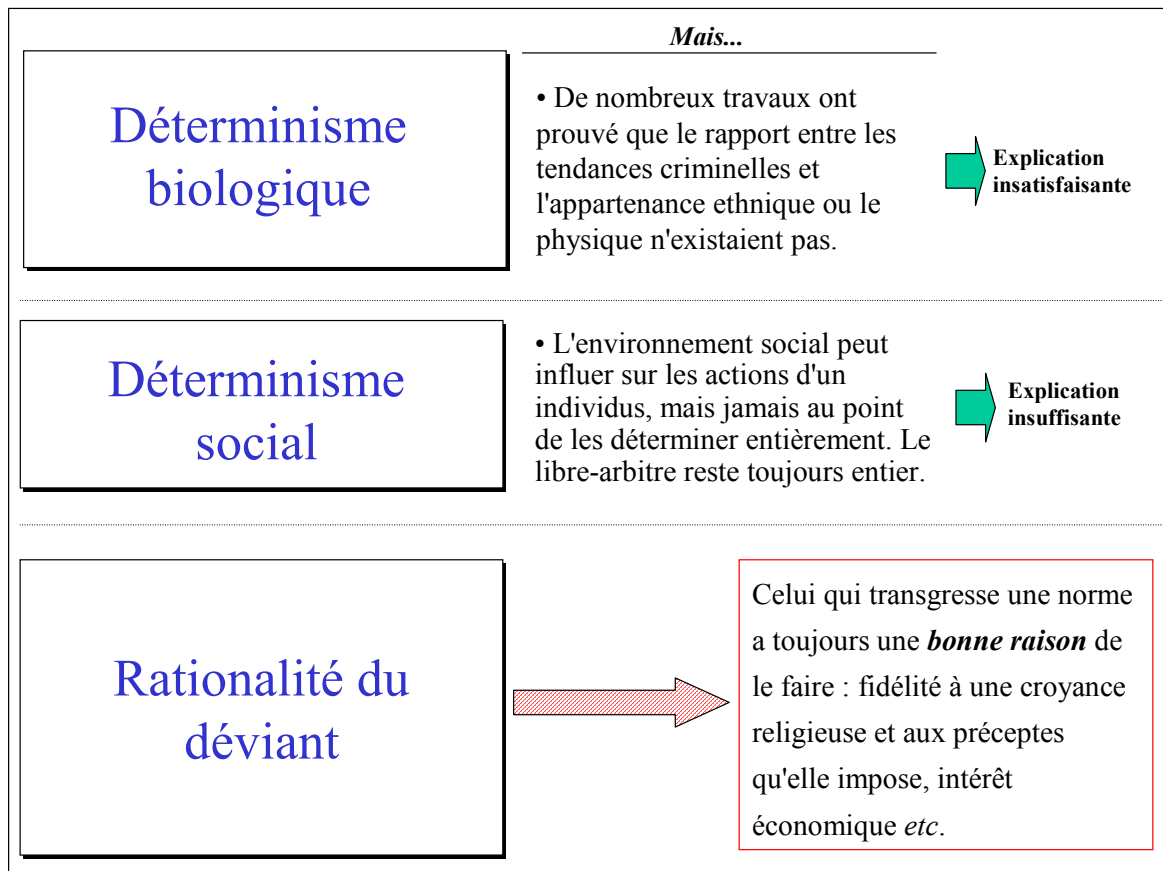 Mais...
Déterminisme
biologique
• De nombreux travaux ont
prouvé que le rapport entre les
tendances criminelles et
l'appartenance ethnique ou le
physique n'existaient pas.
Explication
insatisfaisante
Déterminisme
social
• L'environnement social peut
influer sur les actions d'un
individus, mais jamais au point
de les déterminer entièrement. Le
libre-arbitre reste toujours entier.
Explication
insuffisante
Rationalité du
déviant
Celui qui transgresse une norme
a toujours une bonne raison de
le faire : fidélité à une croyance
religieuse et aux préceptes
qu'elle impose, intérêt
économique etc.